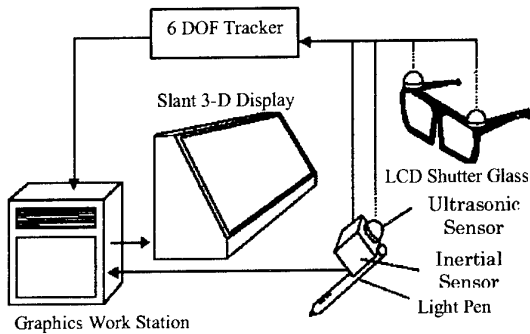 6 DOF Tracker
Slant 3-D Display
LCD Shutter Glass
Ultrasonic
Sensor
Inertial
Sensor
Light Pen
Graphics Work Station